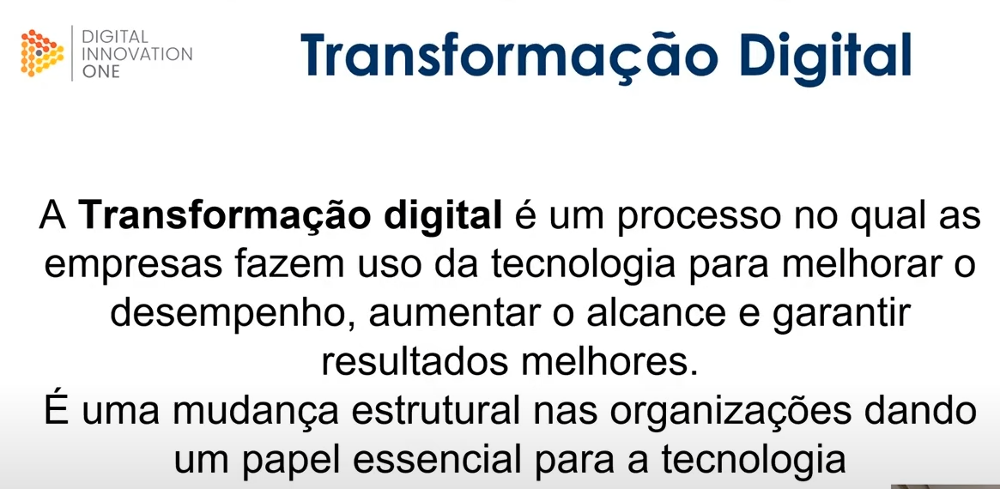 DIGITAL
INNOVATION
ONE
Transformação Digital
A Transformação digital é um processo no qual as
empresas fazem uso da tecnologia para melhorar o
desempenho, aumentar o alcance e garantir
resultados melhores.
É uma mudança estrutural nas organizações dando
um papel essencial para a tecnologia